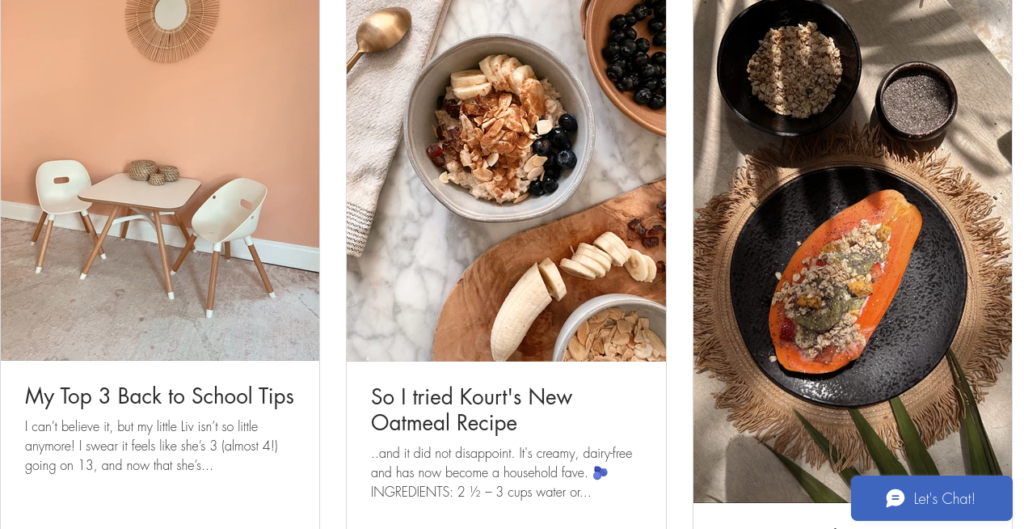 My Top 3 Back to School Tips
I can’t believe it, but my little Liv isn’t so little
anymore! I swear it feels like she’s 3 (almost 4!)
going on 13, and now that she’s...
So I tried Kourt's New
Oatmeal Recipe
..and it did not disappoint. It's creamy, dairy-free
and has now become a household fave. 🫐
INGREDIENTS: 2 ½ – 3 cups water or...
Let's Chat!